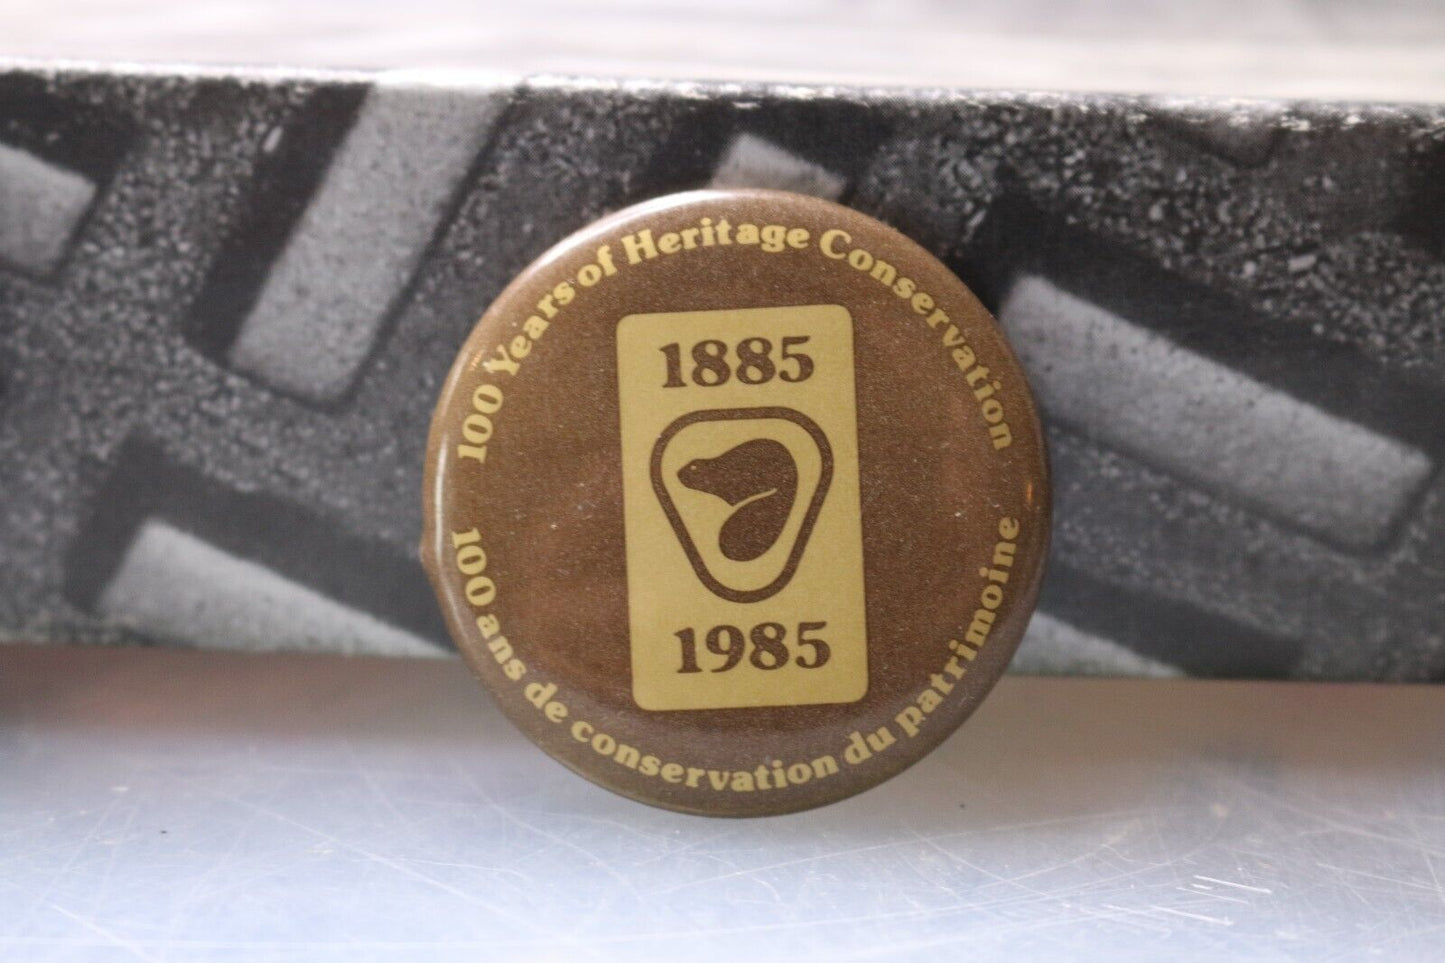 100 Years of Heritage Conservation
1885
1985
100 ans de conservation du patrimoine